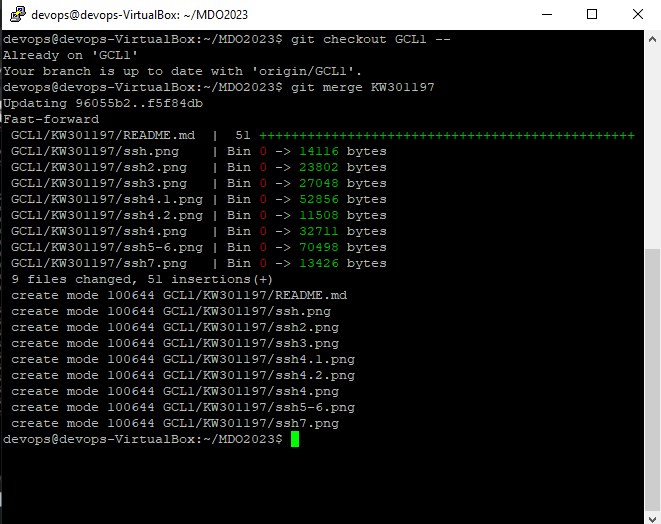 devops@devops-VirtualBox: ~/MDO2023
devops@devops-VirtualBox:~/MDO2023$ git checkout GCL1 --
Already on 'GCL1'
Your branch is up to date with 'origin/GCL1'.
devops@devops-VirtualBox:~/MDO2023$ git merge KW301197
Updating 96055b2..f5f84db
Fast-forward
 GCL1/KW301197/README.md  |  51 +++++++++++++++++++++++++++++++++++++++++++++++
 GCL1/KW301197/ssh.png    | Bin 0 -> 14116 bytes
 GCL1/KW301197/ssh2.png   | Bin 0 -> 23802 bytes
 GCL1/KW301197/ssh3.png   | Bin 0 -> 27048 bytes
 GCL1/KW301197/ssh4.1.png | Bin 0 -> 52856 bytes
 GCL1/KW301197/ssh4.2.png | Bin 0 -> 11508 bytes
 GCL1/KW301197/ssh4.png   | Bin 0 -> 32711 bytes
 GCL1/KW301197/ssh5-6.png | Bin 0 -> 70498 bytes
 GCL1/KW301197/ssh7.png   | Bin 0 -> 13426 bytes
 9 files changed, 51 insertions(+)
 create mode 100644 GCL1/KW301197/README.md
 create mode 100644 GCL1/KW301197/ssh.png
 create mode 100644 GCL1/KW301197/ssh2.png
 create mode 100644 GCL1/KW301197/ssh3.png
 create mode 100644 GCL1/KW301197/ssh4.1.png
 create mode 100644 GCL1/KW301197/ssh4.2.png
 create mode 100644 GCL1/KW301197/ssh4.png
 create mode 100644 GCL1/KW301197/ssh5-6.png
 create mode 100644 GCL1/KW301197/ssh7.png
devops@devops-VirtualBox:~/MDO2023$